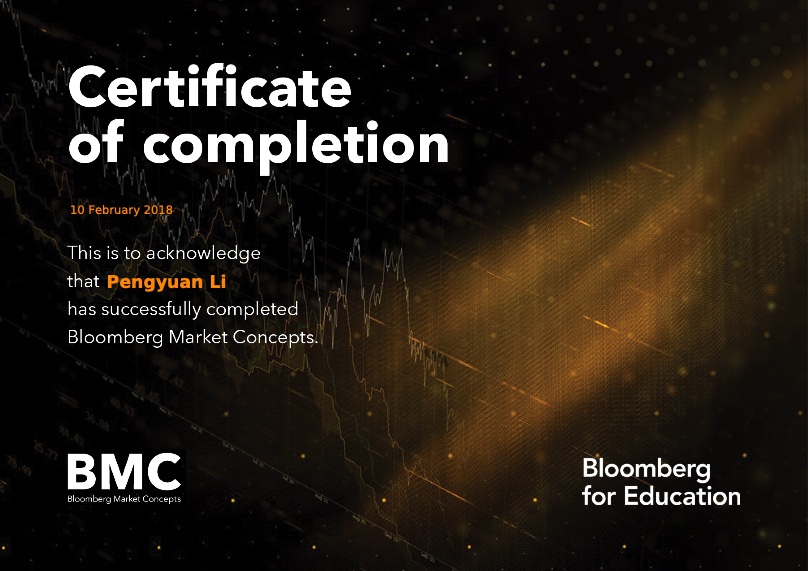 Certificate
of completion
10 February 2018
This is to acknowledge
that Pengyuan Li
has successfully completed
Bloomberg Market Concepts.
BMC
Bloomberg Market Concepts
Bloomberg
for Education